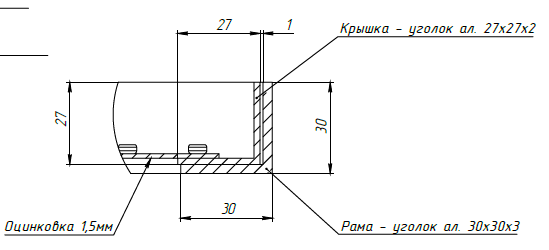 27
1
Крышка - уголок ал. 27х27х2
27
30
30
Оцинковка 1,5мм
Рама - уголок ал. 30х30х3